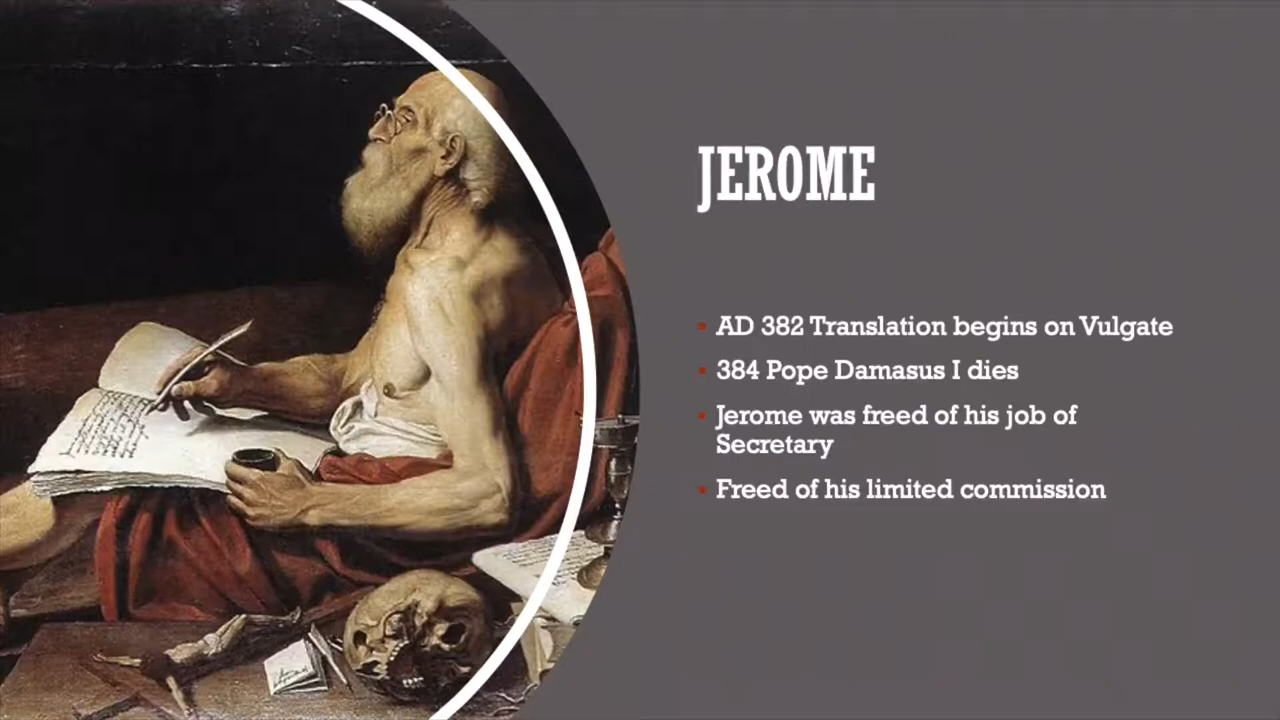 JEROME
AD 382 Translation begins on Vulgate
384 Pope Damasus I dies
Jerome was freed of his job of
Secretary
Freed of his limited commission